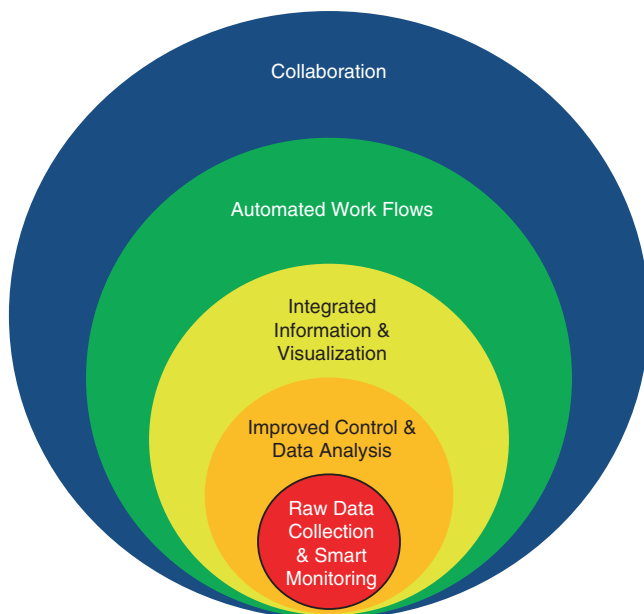 Collaboration
Automated Work Flows
Integrated
Information &
Visualization
Improved Control &
Data Analysis
Raw Data
Collection
& Smart
Monitoring